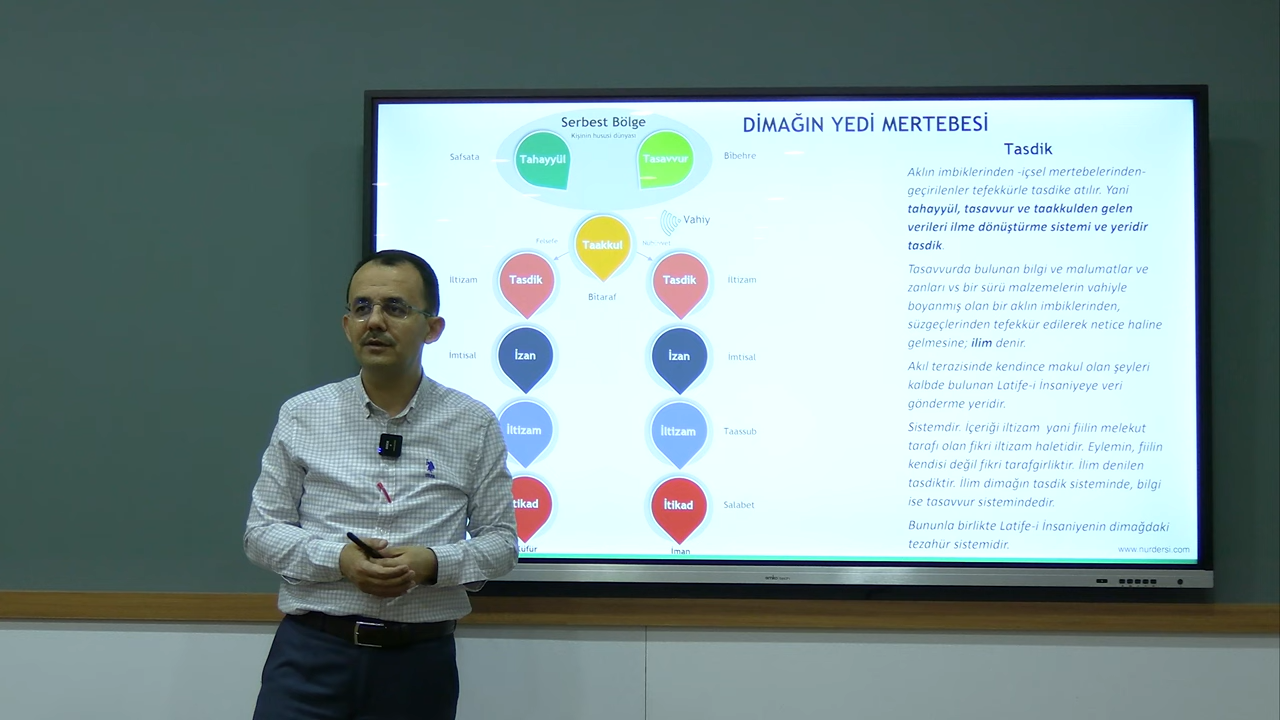 Serbest Bölge
Kişinin hususi dünyası
Safsata
Tahayyül
Tasavvur
Bibehre
Vahiy
Felsefe
Taakkul
İltizam
Tasdik
Tasdik
İltizam
Bitaraf
İmtisal
İzan
İzan
İmtisal
İltizam
İltizam
Taassub
tikad
İtikad
Salabet
küfur
İman
DİMAĞIN YEDİ MERTEBESİ
Tasdik
Aklın imbiklerinden -içsel mertebelerinden-
geçirilenler tefekkürle tasdike atılır. Yani
tahayyül, tasavvur ve taakkulden gelen
verileri ilme dönüştürme sistemi ve yeridir
tasdik.
Tasavvurda bulunan bilgi ve malumatlar ve
zanları vs bir sürü malzemelerin vahiyle
boyanmış olan bir aklın imbiklerinden,
süzgeçlerinden tefekkür edilerek netice haline
gelmesine; ilim denir.
Akıl terazisinde kendince makul olan şeyleri
kalbde bulunan Latife-i İnsaniyeye veri
gönderme yeridir.
Sistemdir. İçeriği iltizam yani fiilin melekut
tarafı olan fikri iltizam haletidir. Eylemin, fiilin
kendisi değil fikri tarafgirliktir. İlim denilen
tasdiktir. İlim dimağın tasdik sisteminde, bilgi
ise tasavvur sistemindedir.
Bununla birlikte Latife-i İnsaniyenin dimağdaki
tezahür sistemidir.
www.nurdersi.com